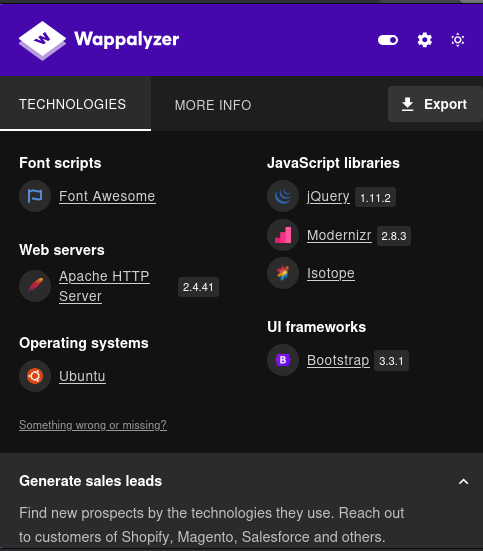 Wappalyzer
TECHNOLOGIES
MORE INFO
Export
Font scripts
Font Awesome
Web servers
Apache HTTP
Server
2.4.41
Operating systems
Ubuntu
Something wrong or missing?
JavaScript libraries
jQuery 1.11.2
Modernizr 2.8.3
Isotope
UI frameworks
Bootstrap 3.3.1
Generate sales leads
Find new prospects by the technologies they use. Reach out
to customers of Shopify, Magento, Salesforce and others.